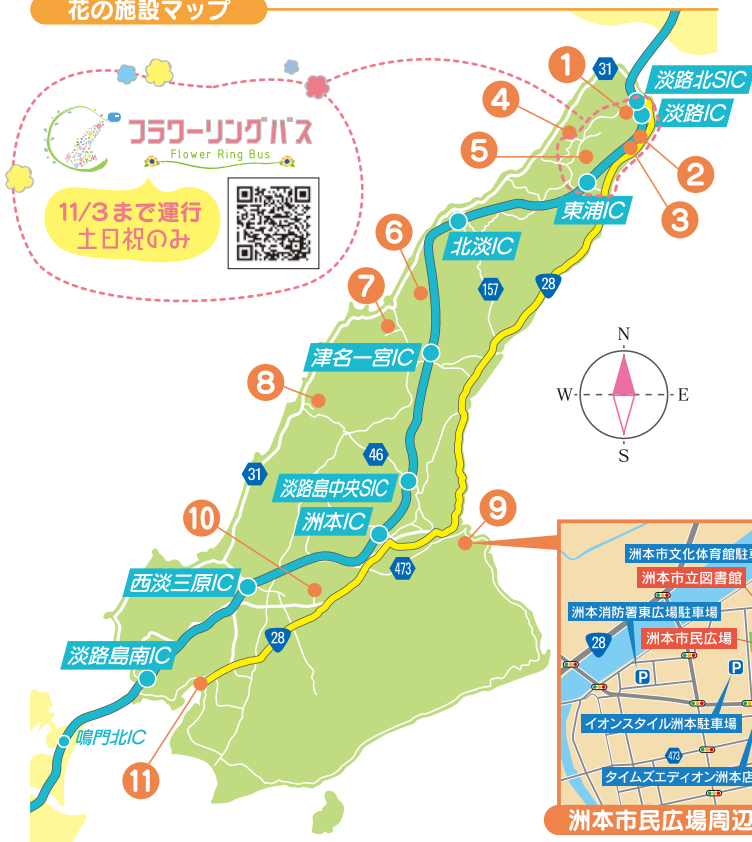 花の施設マップ
フラワーリングバス
Flower Ring Bus
11/3まで運行
土日祝のみ
31
1
淡路北SIC
淡路IC
4
5
2
3
東浦IC
6
北淡IC
157
28
7
津名一宮IC
8
N
W
E
S
46
31
淡路島中央SIC
洲本IC
9
10
473
西淡三原IC
28
淡路島南IC
鳴門北IC
11
洲本市文化体育館駐車
洲本市立図書館
洲本消防署東広場駐車場
28
洲本市民広場
P
P
イオンスタイル洲本駐車場
473
タイムズエディオン洲本店
洲本市民広場周辺